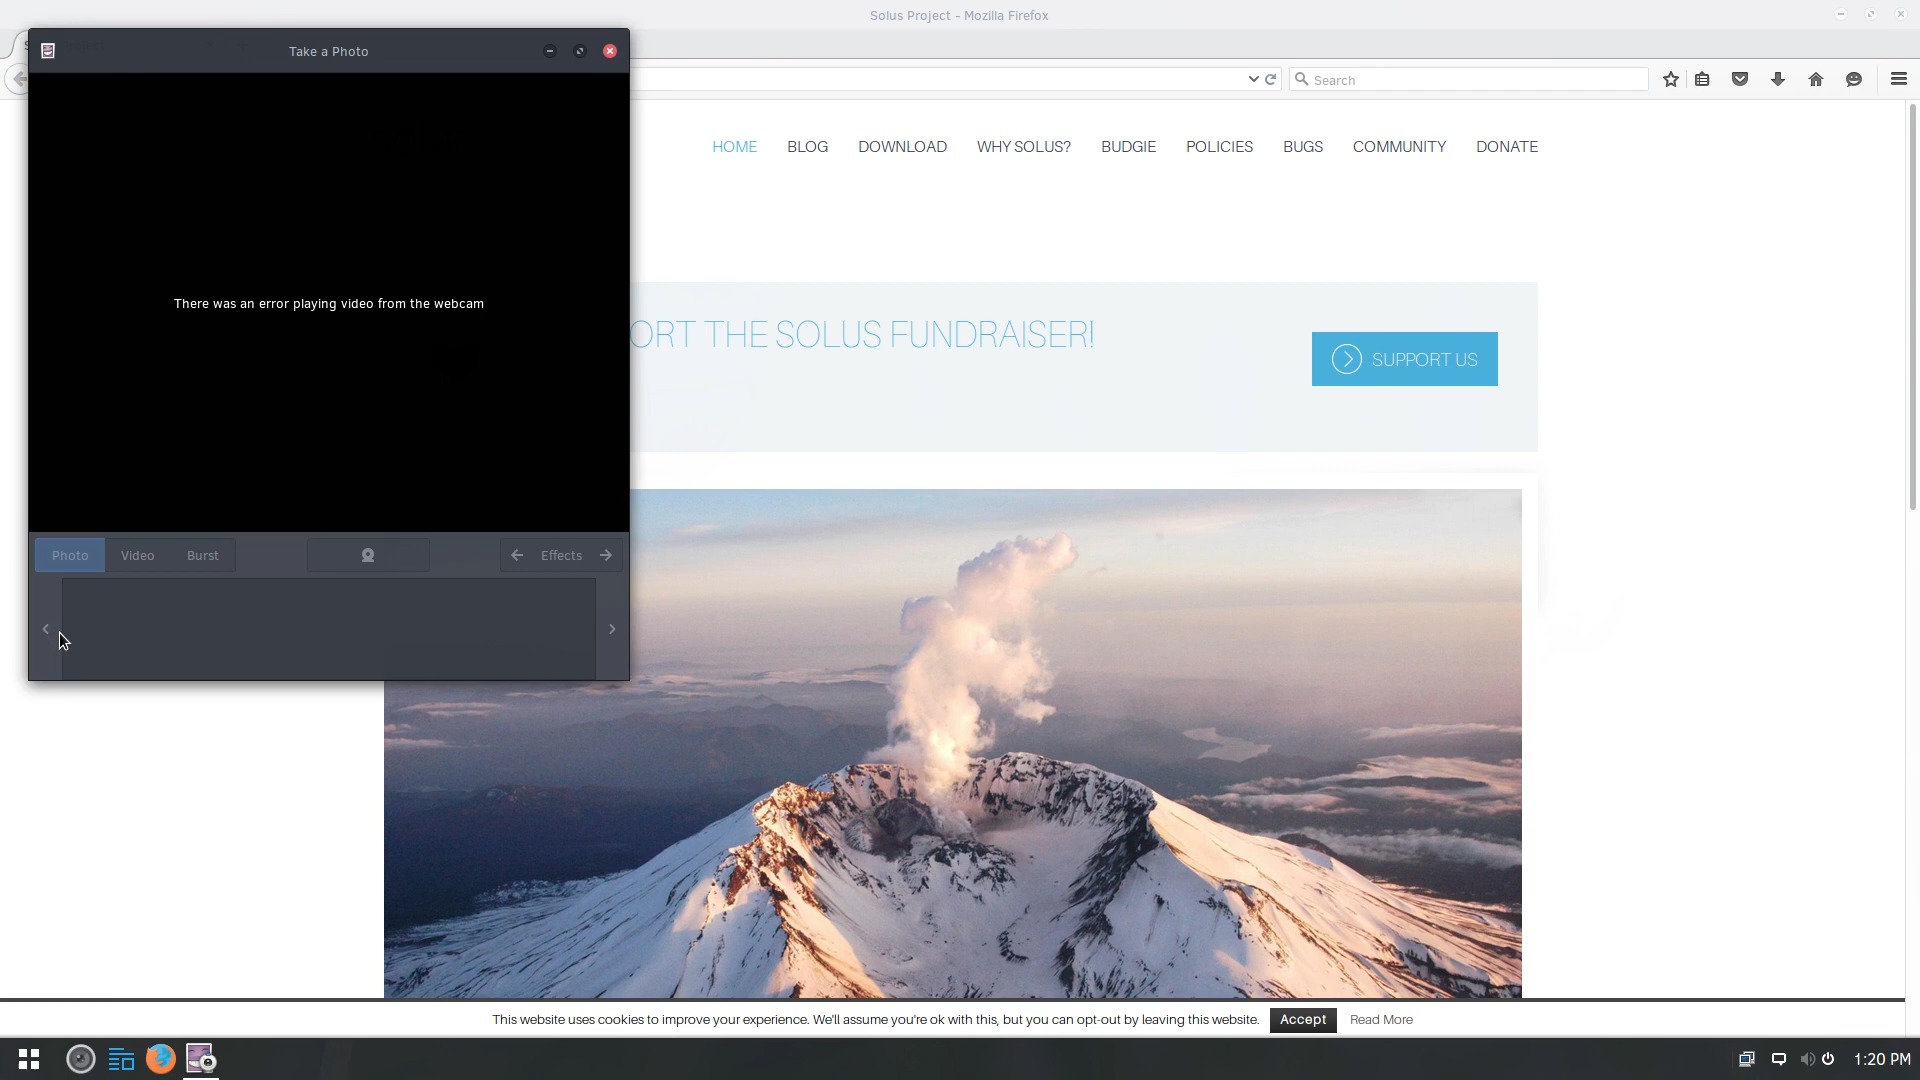 Solus Project - Mozilla Firefox
Take a Photo
Search
HOME BLOG DOWNLOAD WHY SOLUS? BUDGIE POLICIES BUGS COMMUNITY DONATE
There was an error playing video from the webcam
ORT THE SOLUS FUNDRAISER!
SUPPORT US
Photo Video Burst Effects
This website uses cookies to improve your experience. We'll assume you're ok with this, but you can opt-out by leaving this website. Accept Read More
1:20 PM